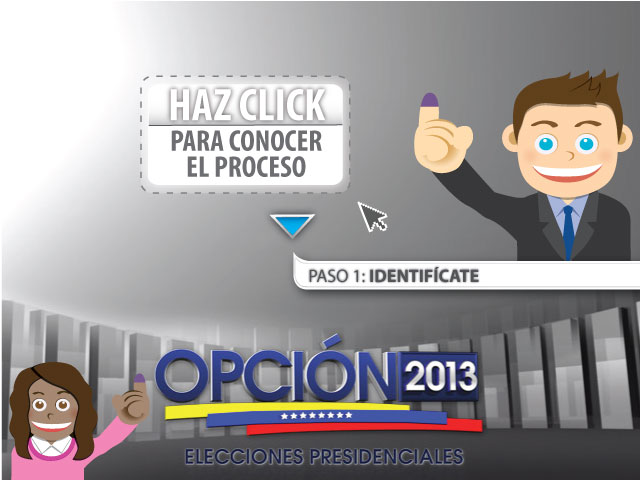 HAZ CLICK
PARA CONOCER
EL PROCESO
PASO 1: IDENTIFÍCATE
OPCIÓN 2013
ELECCIONES PRESIDENCIALES